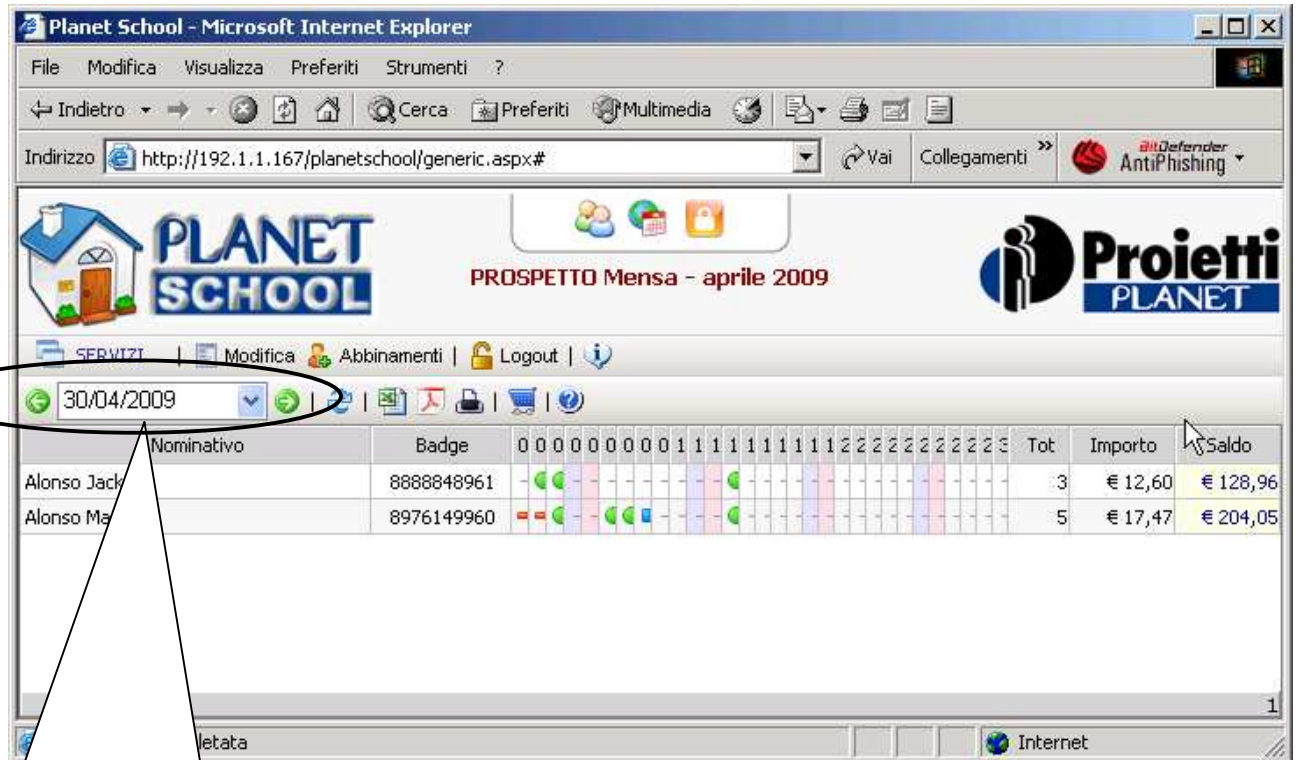 Planet School - Microsoft Internet Explorer
File Modifica Visualizza Preferiti Strumenti ?
Indietro Cerca Preferiti Multimedia
Indirizzo http://192.1.1.167/planetschool/generic.aspx# Vai Collegamenti » BitDefender AntiPhishing
PLANET SCHOOL
PROSPETTO Mensa - aprile 2009
Proietti PLANET
SERVIZI | Modifica Abbinamenti | Logout |
30/04/2009
Nominativo Badge 0 0 0 0 0 0 0 0 0 1 1 1 1 1 1 1 1 1 1 2 2 2 2 2 2 2 2 2 2 3 Tot Importo Saldo
Alonso Jack 8888848961 3 € 12,60 € 128,96
Alonso Ma 8976149960 5 € 17,47 € 204,05
1
letata Internet